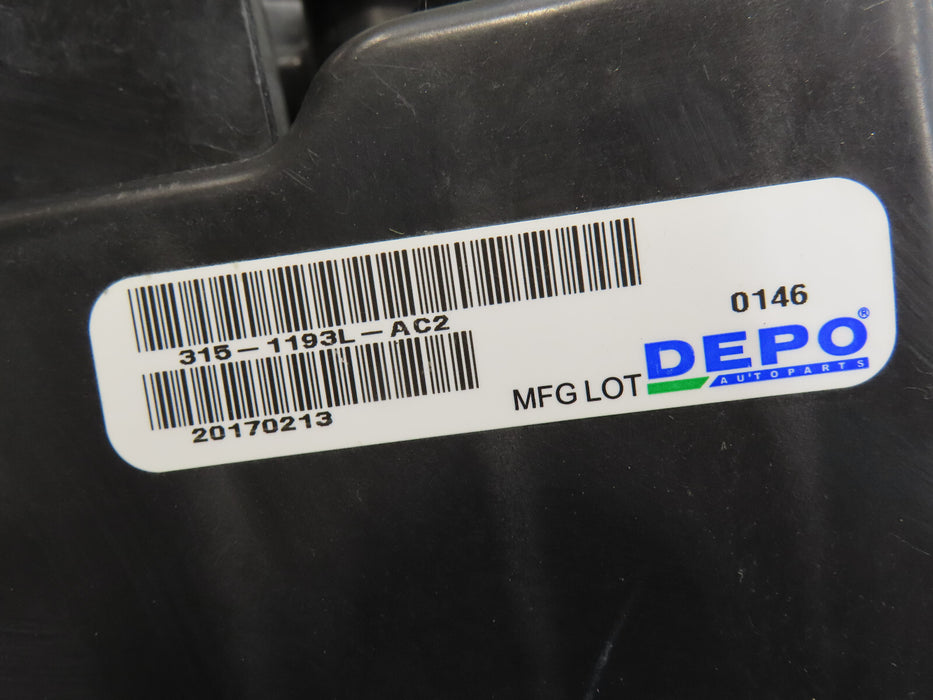 315-1193L-AC2
20170213
0146
MFG LOT
DEPO®
AUTOPARTS